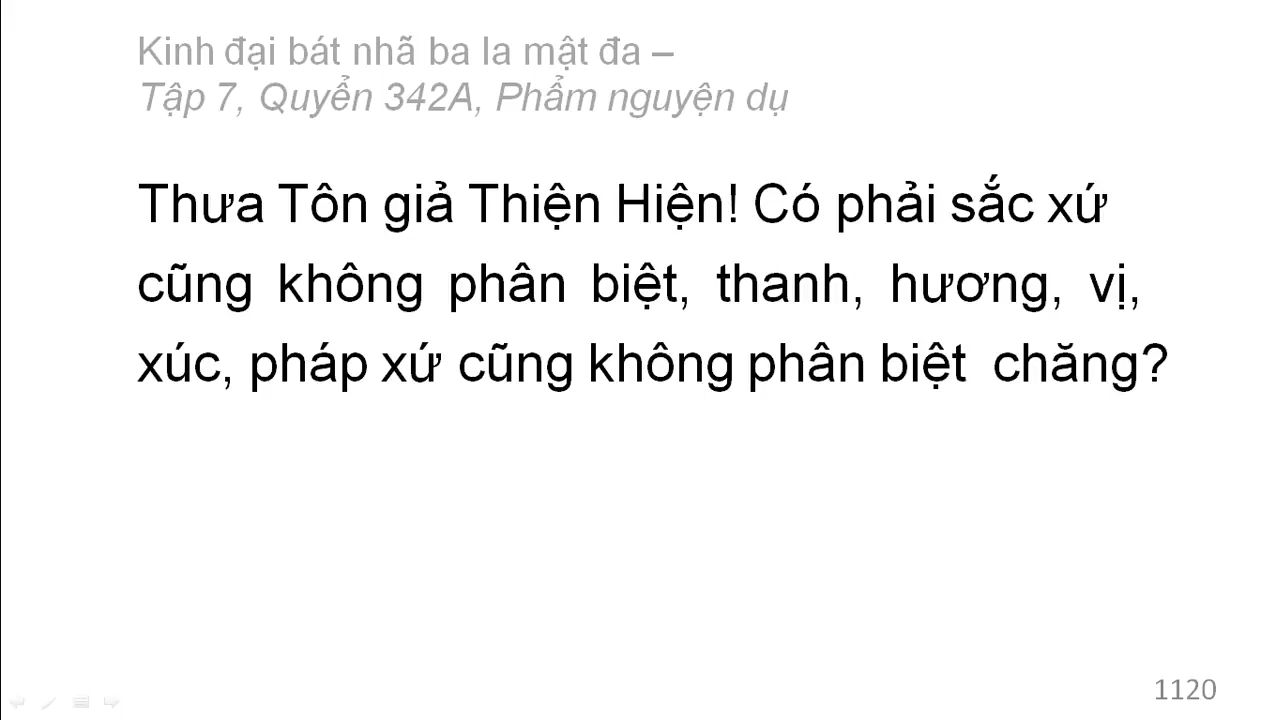 Kinh đại bát nhã ba la mật đa –
Tập 7, Quyển 342A, Phẩm nguyện dụ
Thưa Tôn giả Thiện Hiện! Có phải sắc xứ
cũng không phân biệt, thanh, hương, vị,
xúc, pháp xứ cũng không phân biệt chăng?
1120